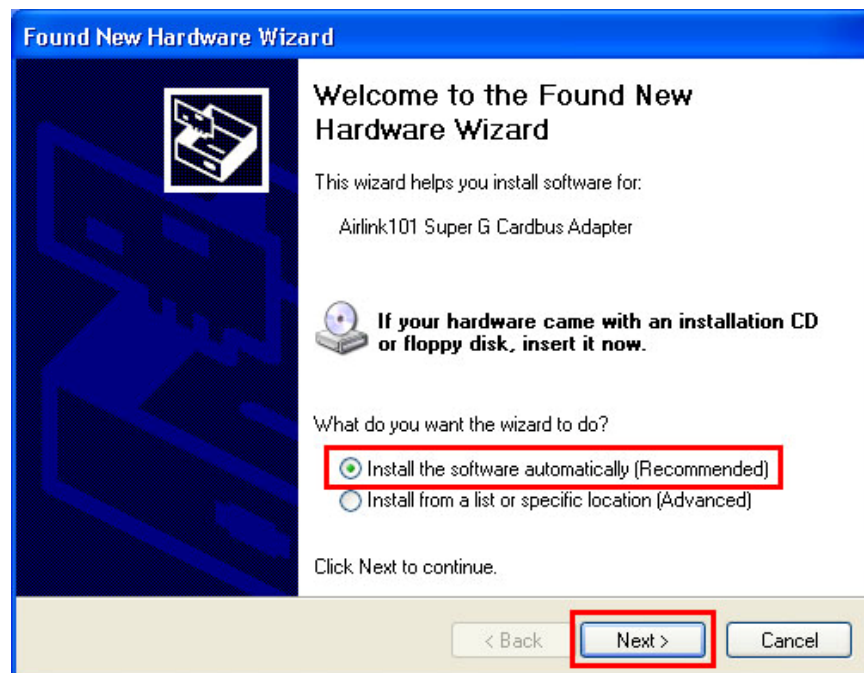 Found New Hardware Wizard
Welcome to the Found New
Hardware Wizard
This wizard helps you install software for:
Airlink101 Super G Cardbus Adapter
If your hardware came with an installation CD
or floppy disk, insert it now.
What do you want the wizard to do?
Install the software automatically (Recommended)
Install from a list or specific location (Advanced)
Click Next to continue.
< Back Next > Cancel